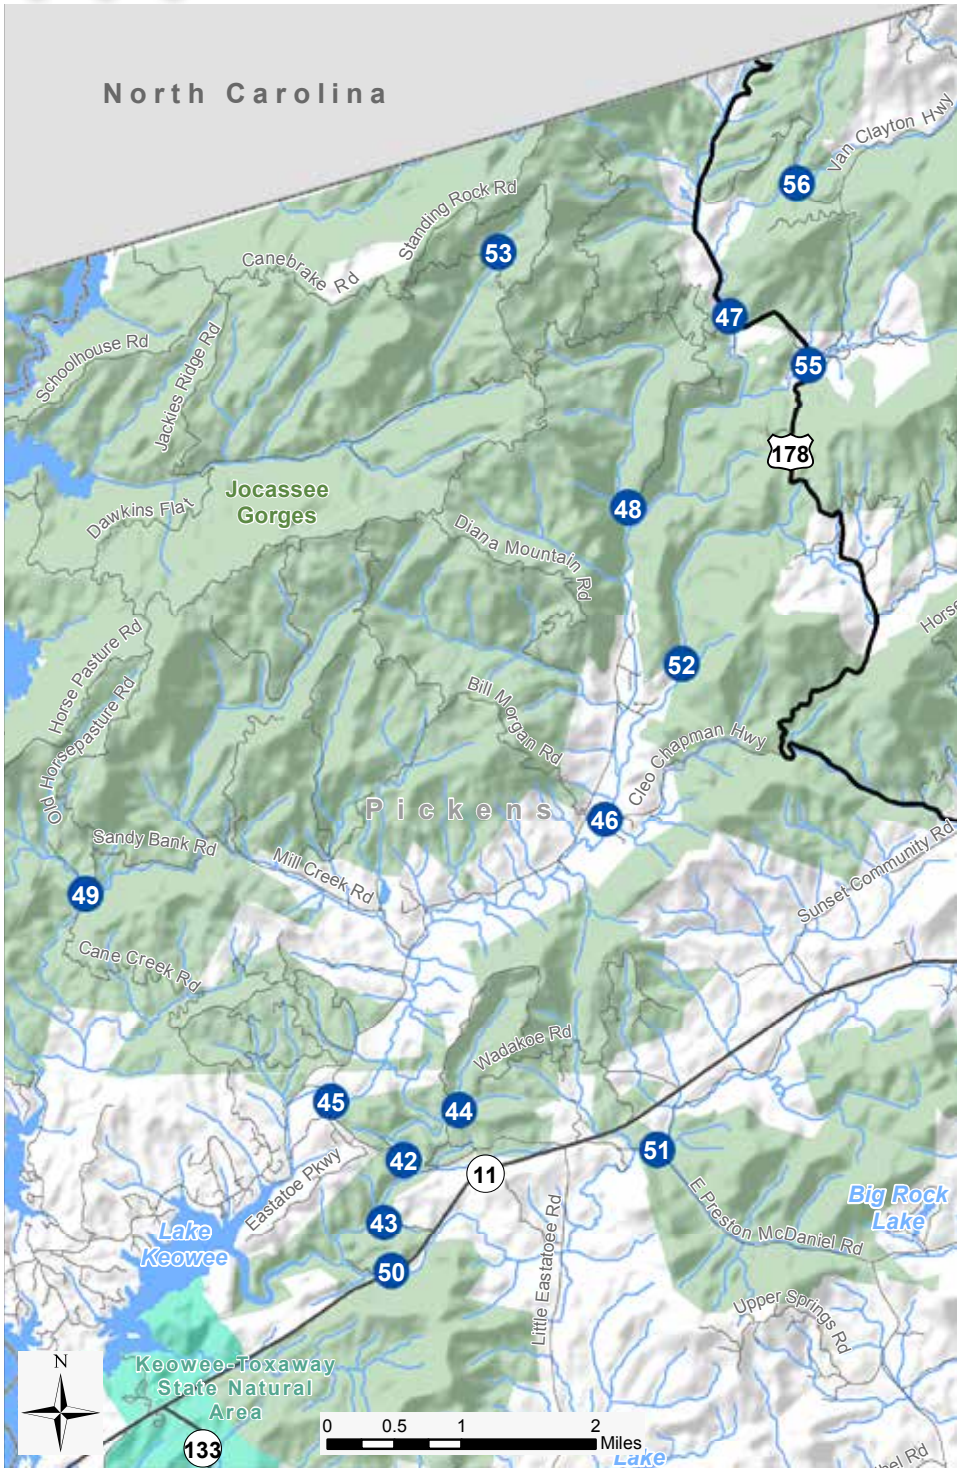 North Carolina
Van Clayton Hwy
56
Standing Rock Rd
53
Canebrake Rd
47
Schoolhouse Rd
Jackies Ridge Rd
55
178
Jocassee
Gorges
48
Dawkins Flat
Diana Mountain Rd
Horse Pasture Rd
52
Old Horsepasture Rd
Bill Morgan Rd
Cleo Chapman Hwy
Pickens
46
Sandy Bank Rd
Mill Creek Rd
Sunset Community Rd
49
Cane Creek Rd
Wadakoe Rd
45
44
42
51
11
Eastatoe Pkwy
E Preston McDaniel Rd
Big Rock
Lake
43
Lake
Keowee
Little Eastatoee Rd
50
Upper Springs Rd
N
Keowee-Toxaway
State Natural
Area
0 0.5 1 2
Miles
133
Lake
Rd